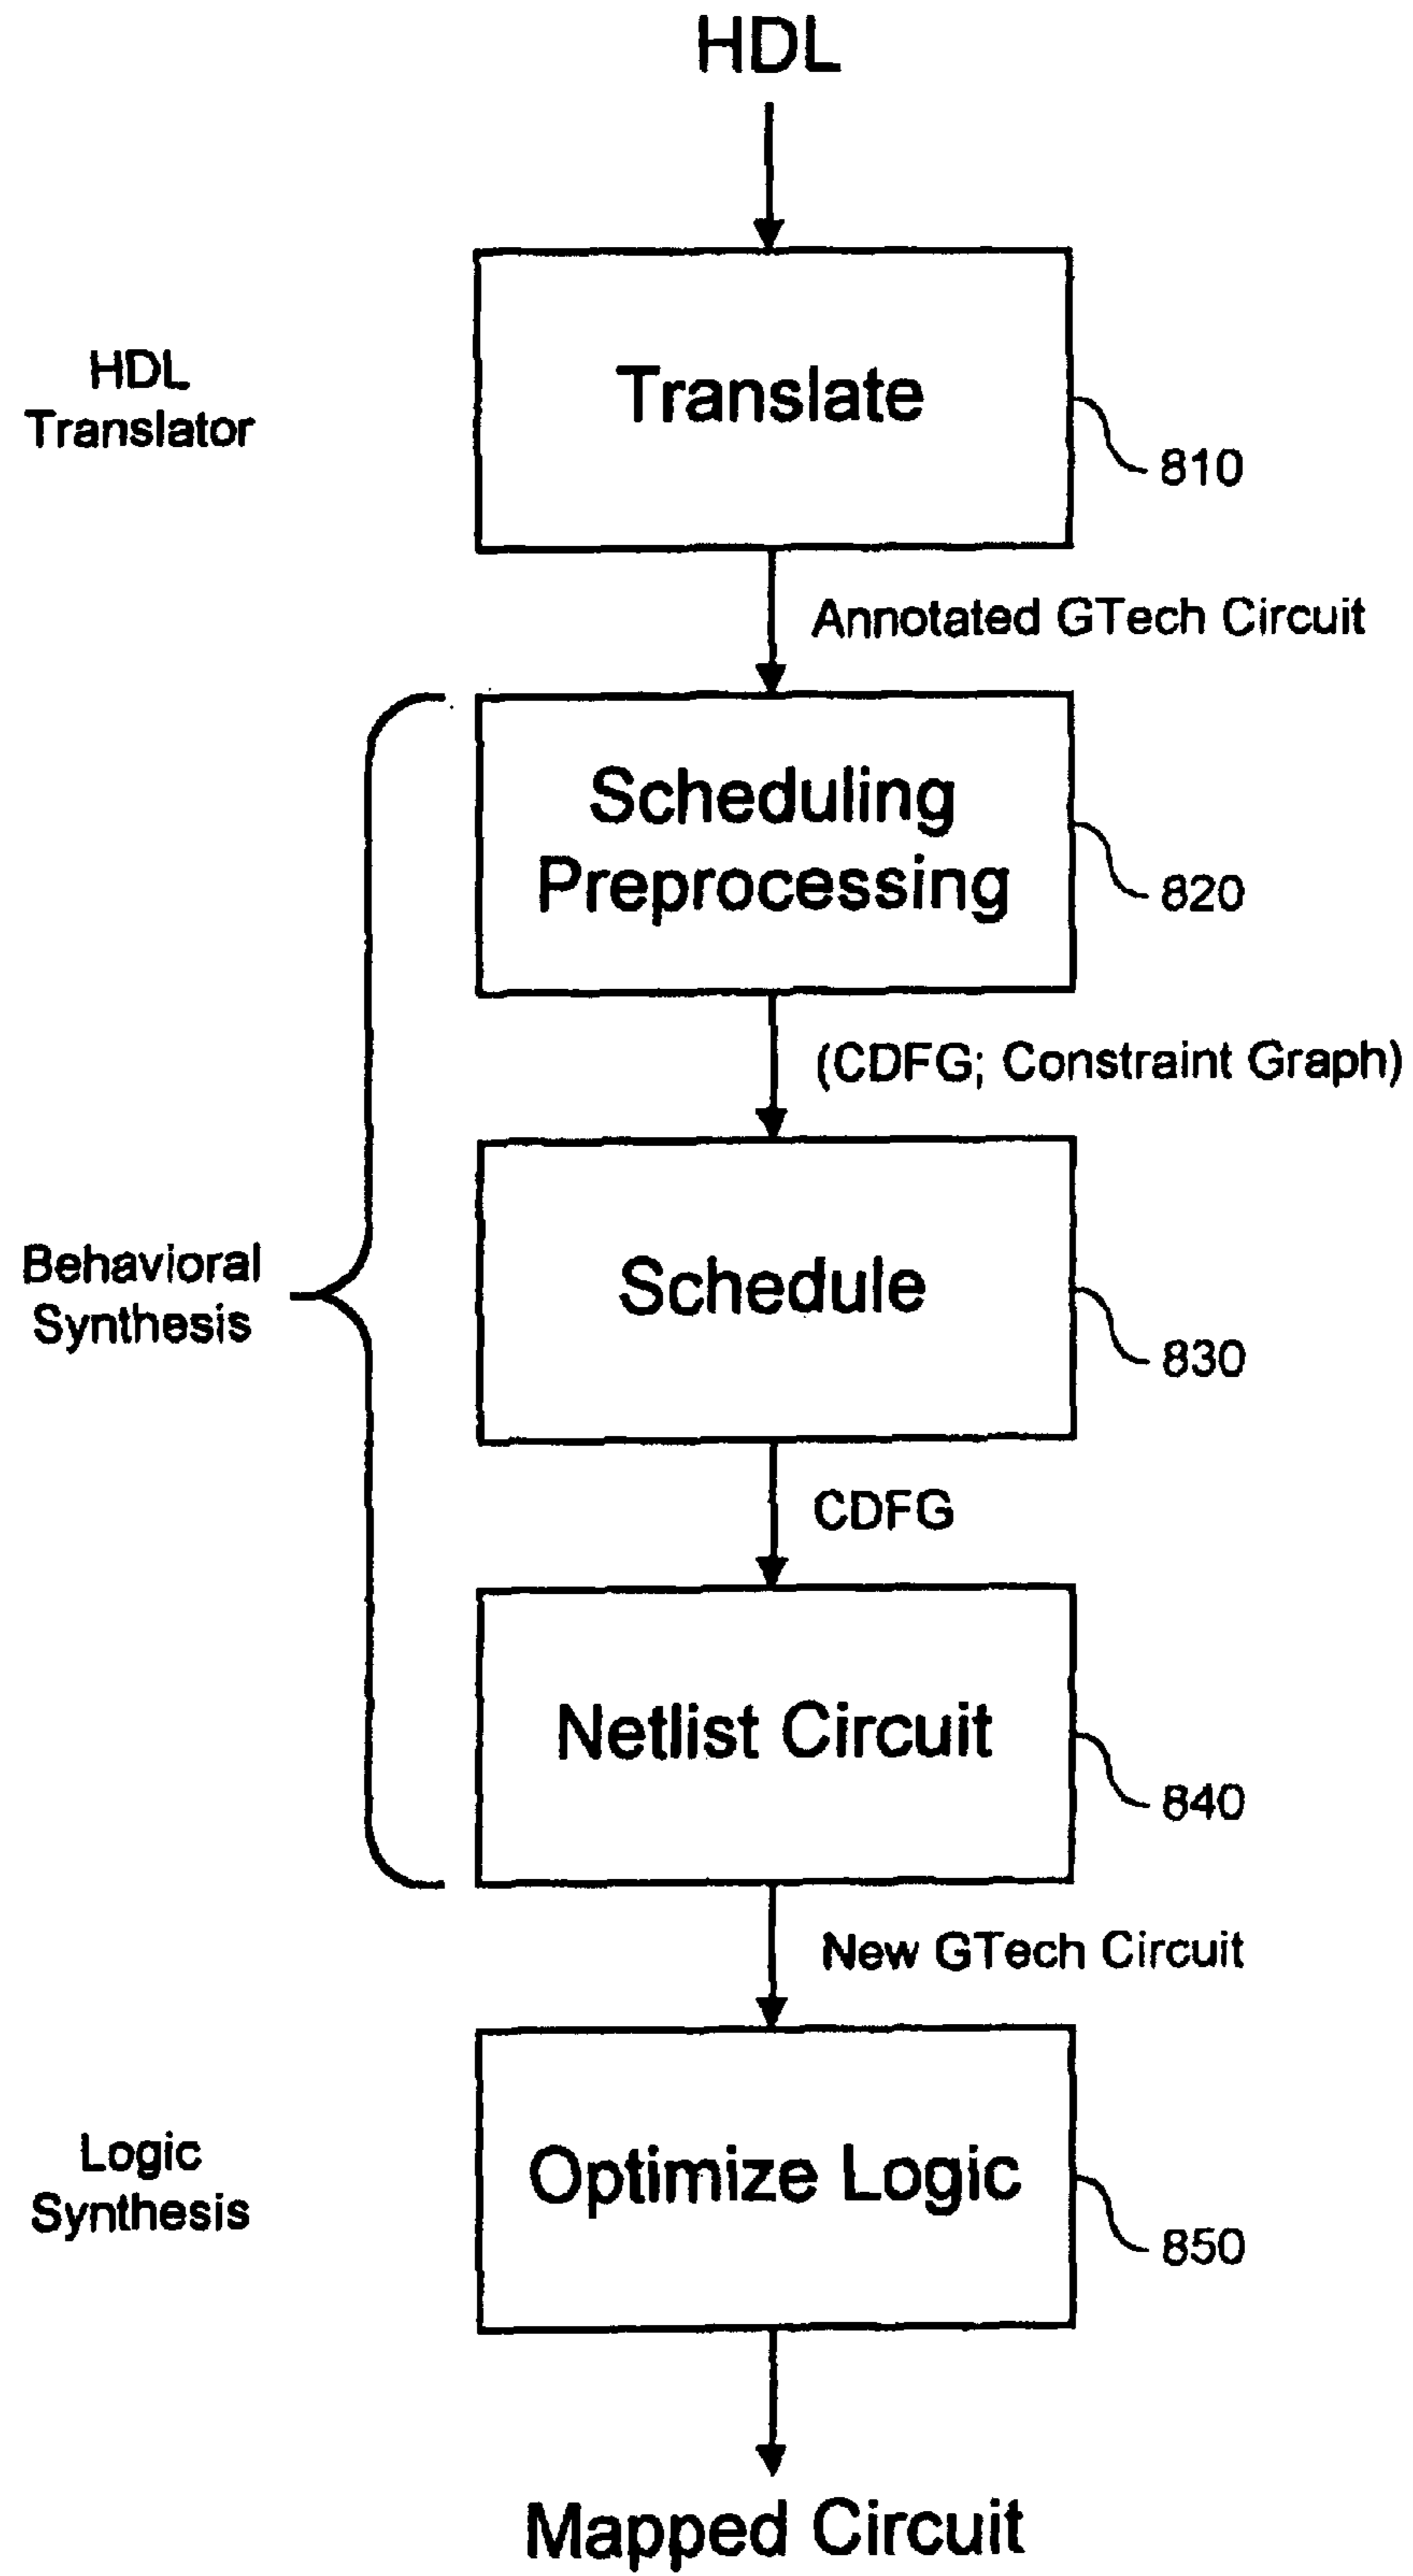 HDL
HDL
Translator
Translate
810
Annotated GTech Circuit
Scheduling
Preprocessing
820
(CDFG; Constraint Graph)
Behavioral
Synthesis
Schedule
830
CDFG
Netlist Circuit
840
New GTech Circuit
Logic
Synthesis
Optimize Logic
850
Mapped Circuit